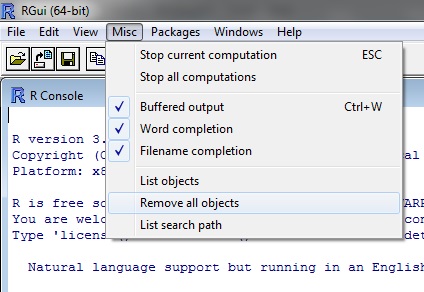 RGui (64-bit)
File Edit View Misc Packages Windows Help
Stop current computation ESC
Stop all computations
Buffered output Ctrl+W
Word completion
Filename completion
List objects
Remove all objects
List search path
R Console
R version 3.
Copyright (C
Platform: x8
R is free so
You are welc
Type 'licens
Natural language support but running in an English